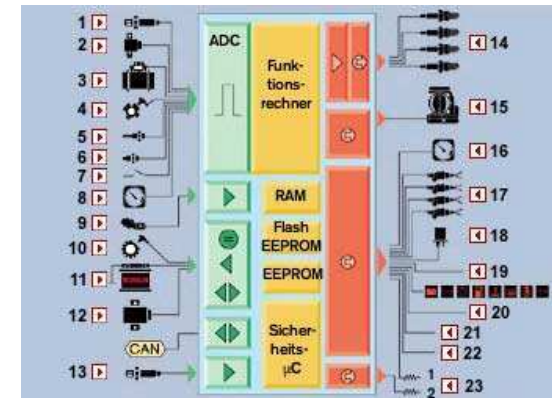 1
2
3
4
5
6
7
8
9
10
11
12
CAN
13
ADC
Funk-
tions-
rechner
RAM
Flash
EEPROM
EEPROM
Sicher-
heits-
µC
14
15
16
17
18
19
20
21
22
1
2
23